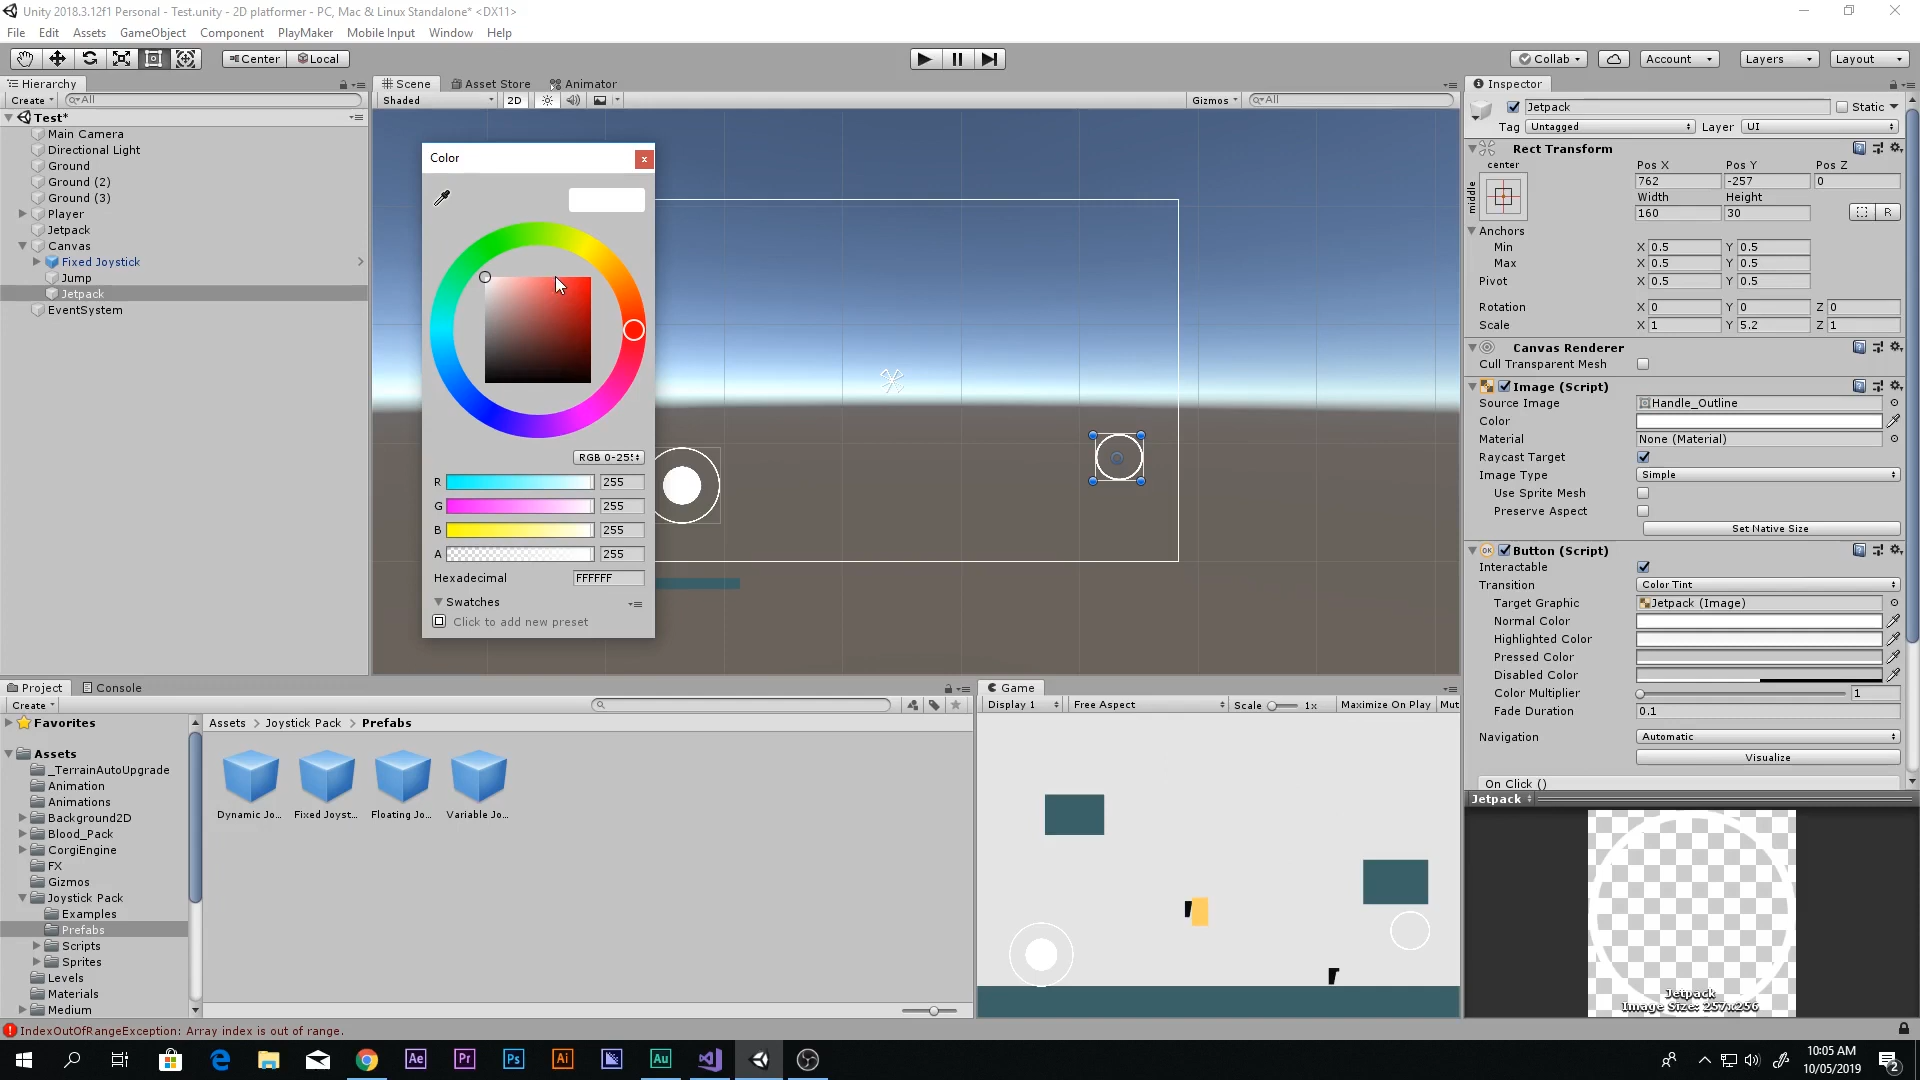 Unity 2018.3.12f1 Personal - Test.unity - 2D platformer - PC, Mac & Linux Standalone* <DX11>
File Edit Assets GameObject Component PlayMaker Mobile Input Window Help
Center Local Collab Account Layers Layout
Hierarchy Scene Asset Store Animator Inspector
Create All Shaded 2D Gizmos All
Test*
Main Camera
Directional Light
Ground
Ground (2)
Ground (3)
Player
Jetpack
Canvas
Fixed Joystick
Jump
Jetpack
EventSystem
Color
RGB 0-255
R 255
G 255
B 255
A 255
Hexadecimal FFFFFF
Swatches
Click to add new preset
Jetpack Static
Tag Untagged Layer UI
Rect Transform
center Pos X Pos Y Pos Z
middle 762 -257 0
Width Height
160 30 R
Anchors
Min X 0.5 Y 0.5
Max X 0.5 Y 0.5
Pivot X 0.5 Y 0.5
Rotation X 0 Y 0 Z 0
Scale X 1 Y 5.2 Z 1
Canvas Renderer
Cull Transparent Mesh
Image (Script)
Source Image Handle_Outline
Color
Material None (Material)
Raycast Target
Image Type Simple
Use Sprite Mesh
Preserve Aspect
Set Native Size
OK Button (Script)
Interactable
Transition Color Tint
Target Graphic Jetpack (Image)
Normal Color
Highlighted Color
Pressed Color
Disabled Color
Color Multiplier 1
Fade Duration 0.1
Navigation Automatic
Visualize
On Click ()
Jetpack
Jetpack
Image Size: 257x256
Project Console
Create
Favorites
Assets
_TerrainAutoUpgrade
Animation
Animations
Background2D
Blood_Pack
CorgiEngine
FX
Gizmos
Joystick Pack
Examples
Prefabs
Scripts
Sprites
Levels
Materials
Medium
Assets Joystick Pack Prefabs
Dynamic Jo... Fixed Joyst... Floating Jo... Variable Jo...
Game
Display 1 Free Aspect Scale 1x Maximize On Play Mut
IndexOutOfRangeException: Array index is out of range.
Ae Pr Ps Ai Au
10:05 AM
10/05/2019
2